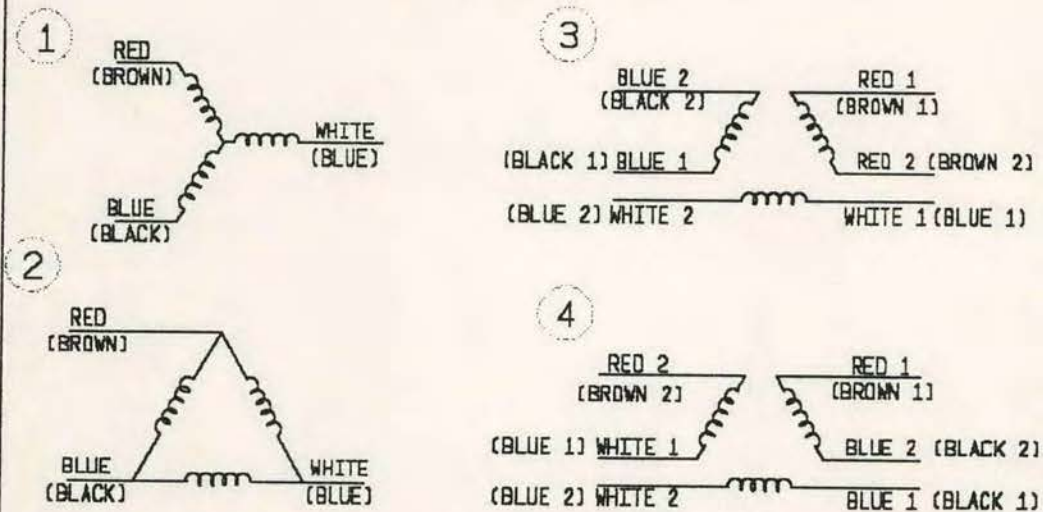 1
RED
(BROWN)
WHITE
(BLUE)
BLUE
(BLACK)
2
RED
(BROWN)
BLUE
(BLACK)
WHITE
(BLUE)
3
BLUE 2
(BLACK 2)
RED 1
(BROWN 1)
(BLACK 1) BLUE 1
RED 2 (BROWN 2)
(BLUE 2) WHITE 2
WHITE 1 (BLUE 1)
4
RED 2
(BROWN 2)
RED 1
(BROWN 1)
(BLUE 1) WHITE 1
BLUE 2 (BLACK 2)
(BLUE 2) WHITE 2
BLUE 1 (BLACK 1)